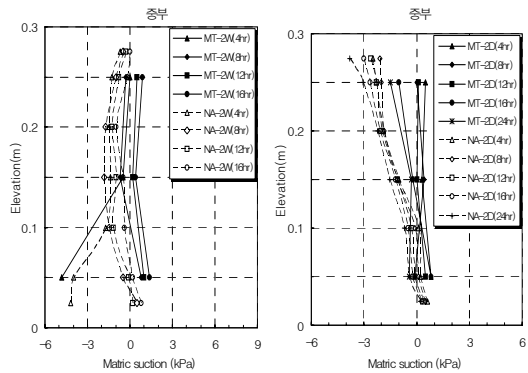 중부
0.3
0.2
0.1
0
Elevation(m)
-6
-3
0
3
6
9
Matric suction (kPa)
MT-2W(4hr)
MT-2W(8hr)
MT-2W(12hr)
MT-2W(16hr)
NA-2W(4hr)
NA-2W(8hr)
NA-2W(12hr)
NA-2W(16hr)
중부
0.3
0.2
0.1
0
Elevation(m)
-6
-3
0
3
6
Matric suction (kPa)
MT-2D(4hr)
MT-2D(8hr)
MT-2D(12hr)
MT-2D(16hr)
MT-2D(24hr)
NA-2D(4hr)
NA-2D(8hr)
NA-2D(12hr)
NA-2D(16hr)
NA-2D(24hr)